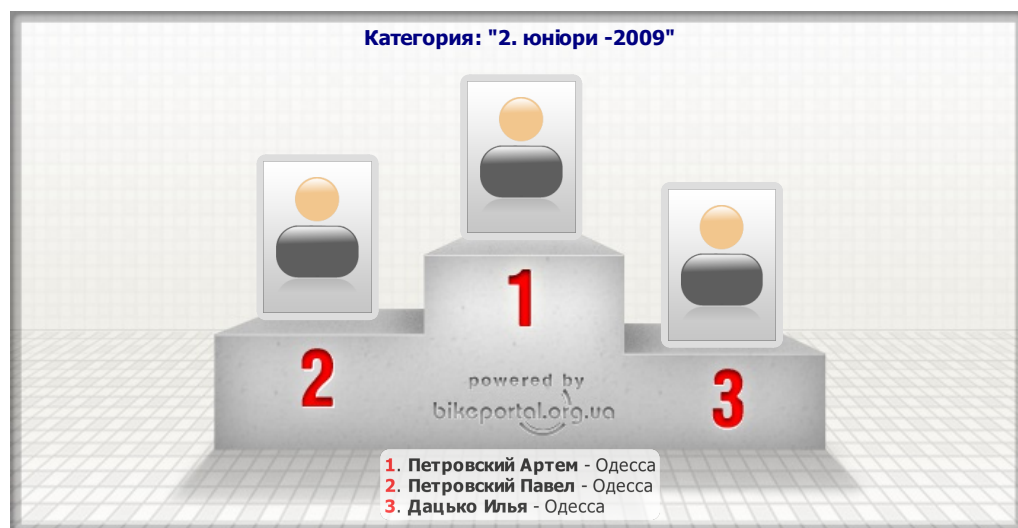 Категория: "2. юніори -2009"
1
2
3
powered by
bikeportal.org.ua
1. Петровский Артем - Одесса
2. Петровский Павел - Одесса
3. Дацько Илья - Одесса